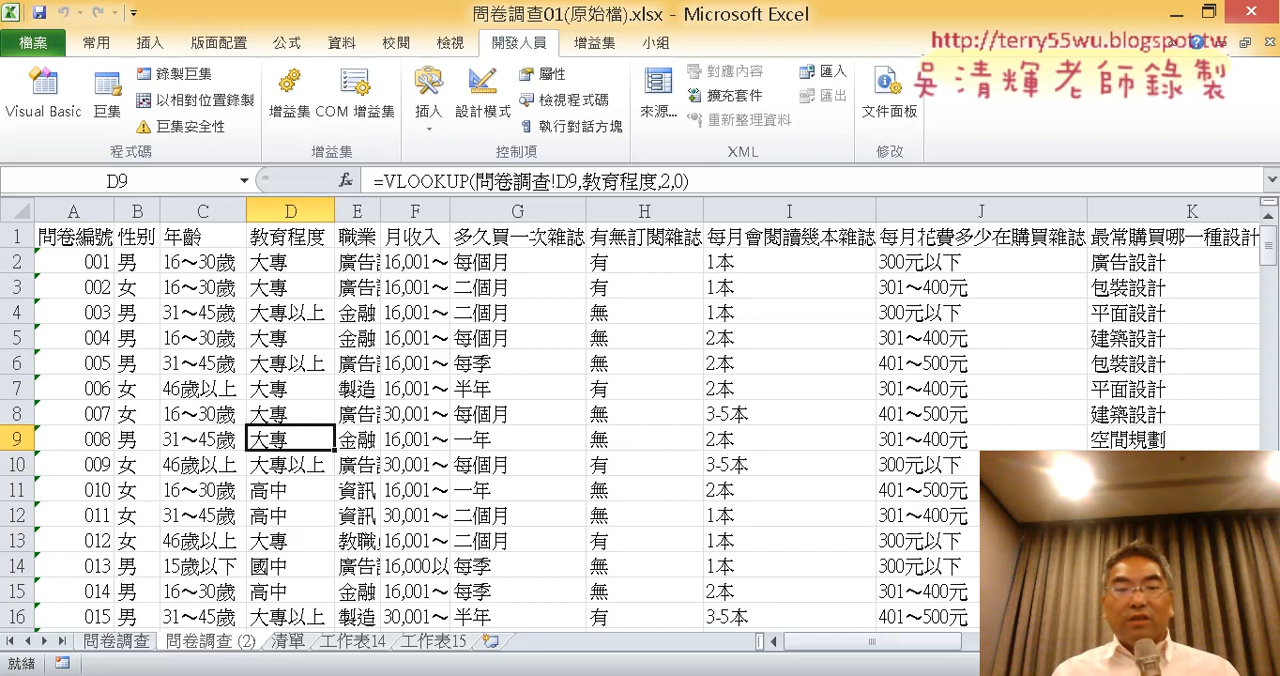 問卷調查01(原始檔).xlsx - Microsoft Excel
檔案 常用 插入 版面配置 公式 資料 校閱 檢視 開發人員 增益集 小組
http://terry55wu.blogspot.tw
吳清輝老師錄製
Visual Basic 巨集 錄製巨集 以相對位置錄製 巨集安全性
增益集 COM 增益集
插入 設計模式 屬性 檢視程式碼 執行對話方塊
來源... 對應內容 擴充套件 重新整理資料 匯入 匯出
文件面板
程式碼 增益集 控制項 XML 修改
D9 fx =VLOOKUP(問卷調查!D9,教育程度,2,0)
A B C D E F G H I J K
1 問卷編號 性別 年齡 教育程度 職業 月收入 多久買一次雜誌 有無訂閱雜誌 每月會閱讀幾本雜誌 每月花費多少在購買雜誌 最常購買哪一種設計
2 001 男 16～30歲 大專 廣告 16,001～ 每個月 有 1本 300元以下 廣告設計
3 002 女 16～30歲 大專 廣告 16,001～ 二個月 有 1本 301～400元 包裝設計
4 003 男 31～45歲 大專以上 金融 16,001～ 二個月 無 1本 300元以下 平面設計
5 004 男 16～30歲 大專 金融 16,001～ 每個月 無 2本 301～400元 建築設計
6 005 男 31～45歲 大專以上 廣告 16,001～ 每季 無 2本 401～500元 包裝設計
7 006 女 46歲以上 大專 製造 16,001～ 半年 有 2本 301～400元 平面設計
8 007 女 16～30歲 大專 廣告 30,001～ 每個月 無 3-5本 401～500元 建築設計
9 008 男 31～45歲 大專 金融 16,001～ 一年 無 2本 301～400元 空間規劃
10 009 女 46歲以上 大專以上 廣告 30,001～ 每個月 有 3-5本 300元以下
11 010 女 16～30歲 高中 資訊 16,001～ 一年 無 2本 401～500元
12 011 女 31～45歲 高中 資訊 30,001～ 二個月 無 1本 301～400元
13 012 女 46歲以上 大專 教職 16,001～ 二個月 有 2本 300元以下
14 013 男 15歲以下 國中 廣告 16,000以 每季 無 1本 300元以下
15 014 男 16～30歲 高中 金融 16,001～ 每季 無 2本 301～400元
16 015 男 31～45歲 大專以上 製造 30,001～ 半年 有 3-5本 401～500元
問卷調查 問卷調查 (2) 清單 工作表14 工作表15
就緒